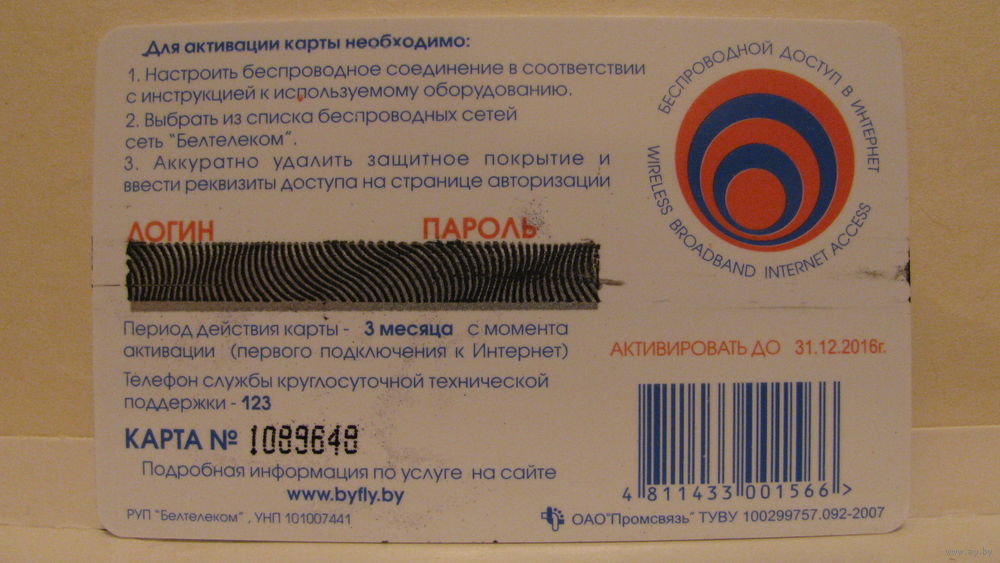 Для активации карты необходимо:
1. Настроить беспроводное соединение в соответствии
с инструкцией к используемому оборудованию.
2. Выбрать из списка беспроводных сетей
сеть "Белтелеком".
3. Аккуратно удалить защитное покрытие и
ввести реквизиты доступа на странице авторизации
БЕСПРОВОДНОЙ ДОСТУП В ИНТЕРНЕТ
WIRELESS BROADBAND INTERNET ACCESS
ЛОГИН ПАРОЛЬ
Период действия карты - 3 месяца с момента
активации (первого подключения к Интернет)
АКТИВИРОВАТЬ ДО 31.12.2016г.
Телефон службы круглосуточной технической
поддержки - 123
КАРТА № 1089648
Подробная информация по услуге на сайте
www.byfly.by
4 811433 001566 >
РУП "Белтелеком" , УНП 101007441
ОАО"Промсвязь" ТУВУ 100299757.092-2007
www.ay.by